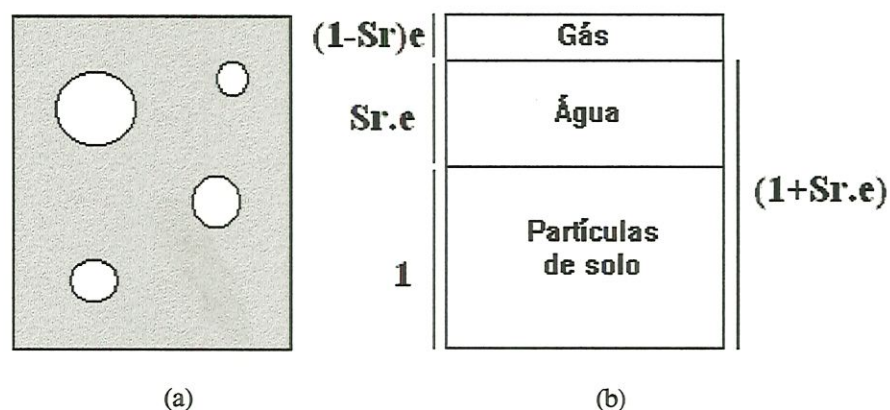 (1-Sr)e
Gás
Sr.e
Água
(1+Sr.e)
1
Partículas
de solo
(a)
(b)